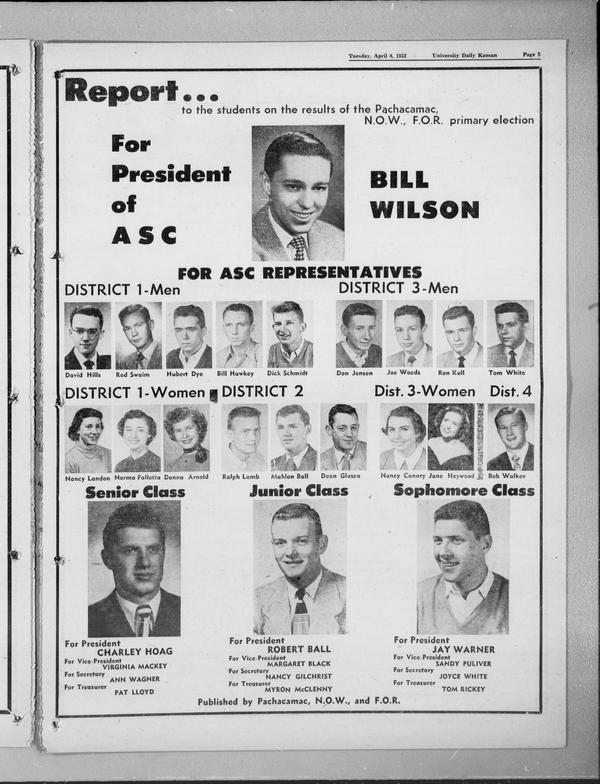 Tuesday, April 8, 1952 University Daily Kansan Page 5
Report...
to the students on the results of the Pachacamac,
N.O.W., F.O.R. primary election
For
President
of
ASC
BILL
WILSON
FOR ASC REPRESENTATIVES
DISTRICT 1-Men DISTRICT 3-Men
David Hills Rod Swaim Hubert Dye Bill Hawkey Dick Schmidt Don Jensen Joe Woods Ron Kull Tom White
DISTRICT 1-Women DISTRICT 2 Dist. 3-Women Dist. 4
Nancy Landon Norma Falletta Donna Arnold Ralph Lamb Mahlon Ball Dean Glasco Nancy Canary Jane Heywood Bob Walker
Senior Class Junior Class Sophomore Class
For President
CHARLEY HOAG
For Vice-President
VIRGINIA MACKEY
For Secretary
ANN WAGNER
For Treasurer
PAT LLOYD
For President
ROBERT BALL
For Vice-President
MARGARET BLACK
For Secretary
NANCY GILCHRIST
For Treasurer
MYRON McCLENNY
For President
JAY WARNER
For Vice-President
SANDY PULIVER
For Secretary
JOYCE WHITE
For Treasurer
TOM RICKEY
Published by Pachacamac, N.O.W., and F.O.R.